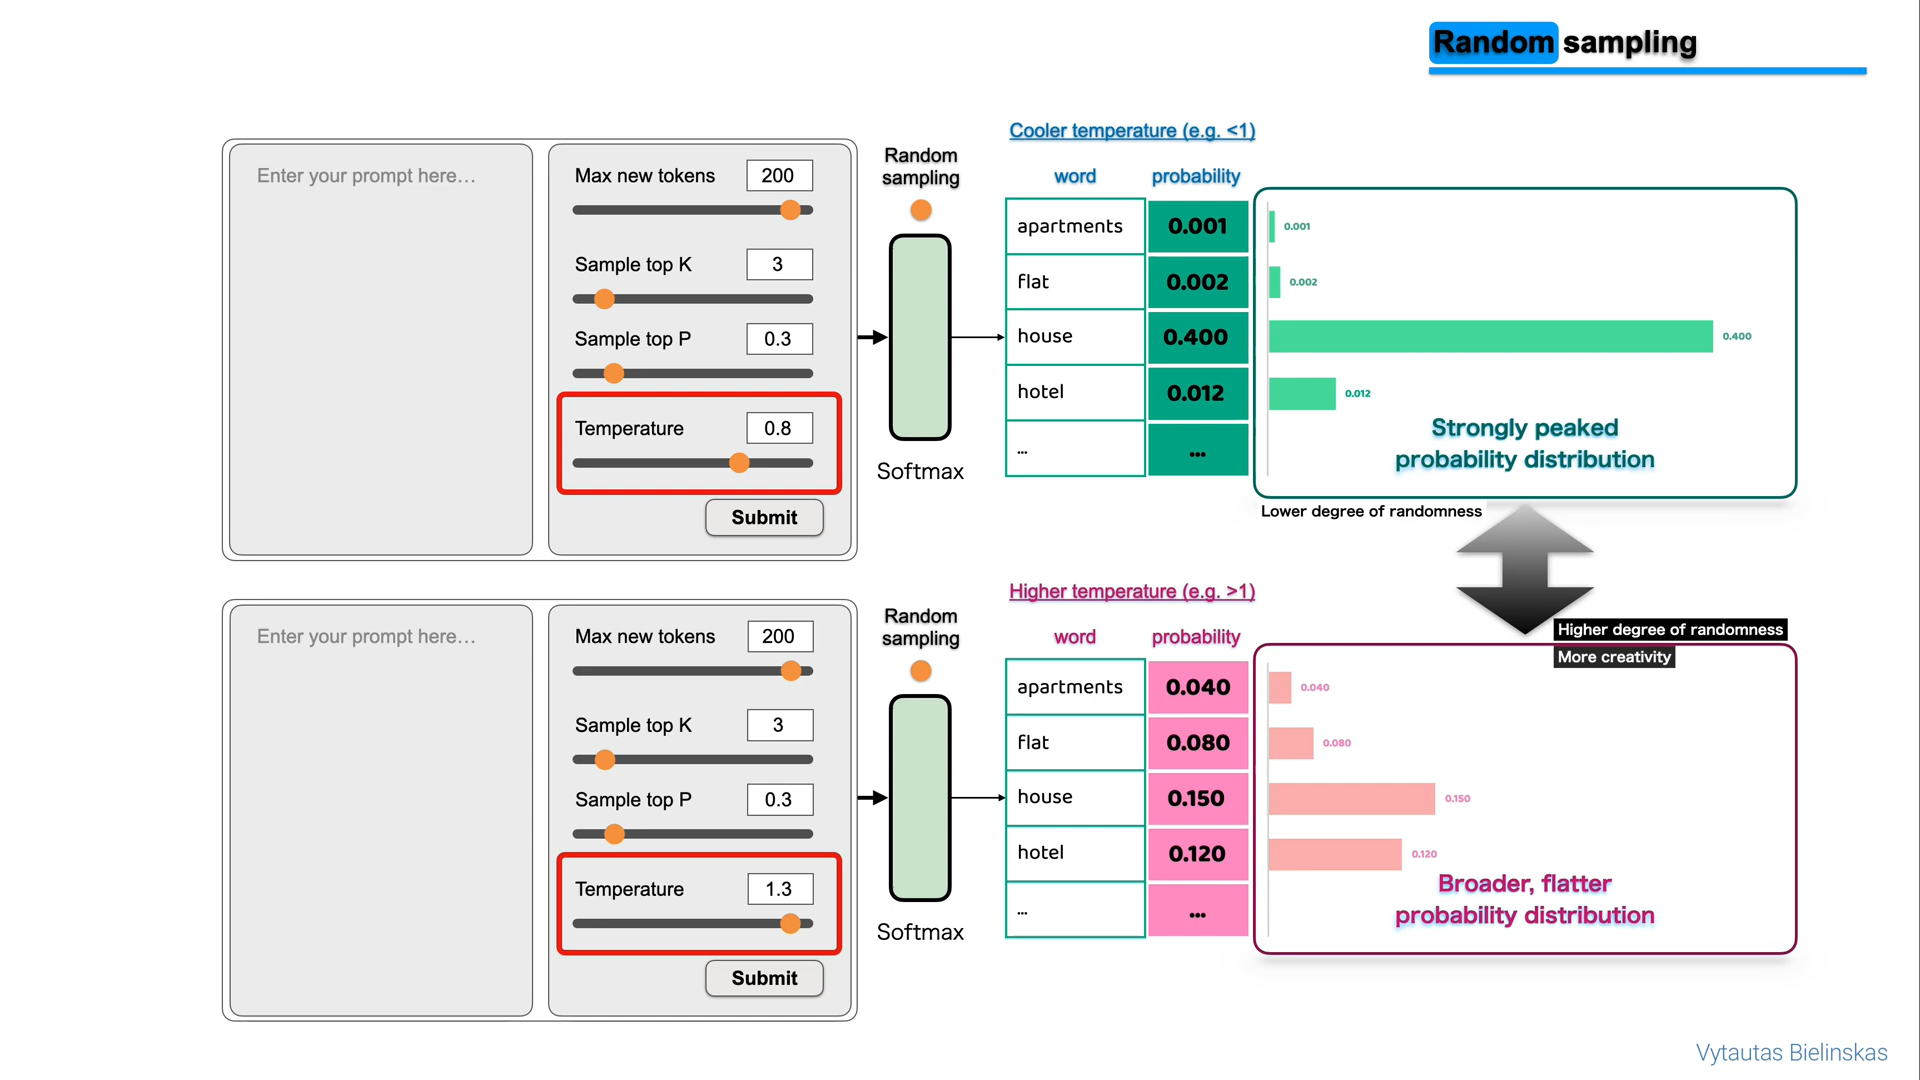 Random sampling
Enter your prompt here...
Max new tokens 200
Sample top K 3
Sample top P 0.3
Temperature 0.8
Submit
Random
sampling
Softmax
Cooler temperature (e.g. <1)
word probability
apartments 0.001
flat 0.002
house 0.400
hotel 0.012
... ...
0.001
0.002
0.400
0.012
Strongly peaked
probability distribution
Lower degree of randomness
Enter your prompt here...
Max new tokens 200
Sample top K 3
Sample top P 0.3
Temperature 1.3
Submit
Random
sampling
Softmax
Higher temperature (e.g. >1)
word probability
apartments 0.040
flat 0.080
house 0.150
hotel 0.120
... ...
Higher degree of randomness
More creativity
0.040
0.080
0.150
0.120
Broader, flatter
probability distribution
Vytautas Bielinskas